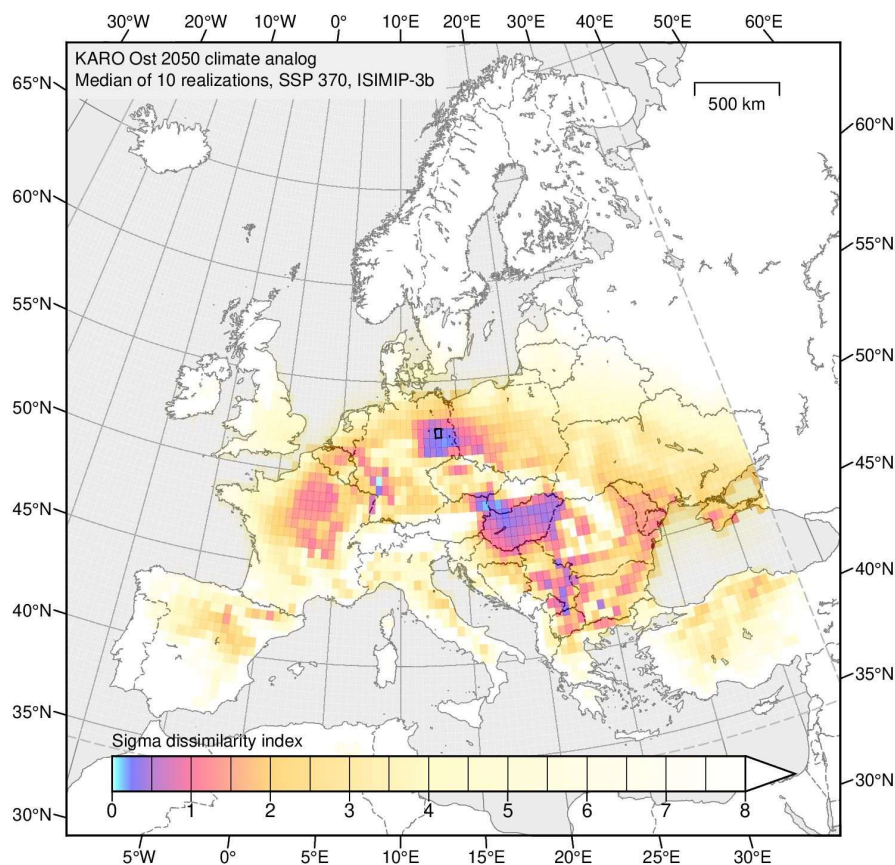 30°W 20°W 10°W 0° 10°E 20°E 30°E 40°E 50°E 60°E
KARO Ost 2050 climate analog
Median of 10 realizations, SSP 370, ISIMIP-3b
500 km
65°N
60°N
60°N
55°N
55°N
50°N
50°N
45°N
45°N
40°N
40°N
35°N
35°N
30°N
30°N
Sigma dissimilarity index
0 1 2 3 4 5 6 7 8
5°W 0° 5°E 10°E 15°E 20°E 25°E 30°E